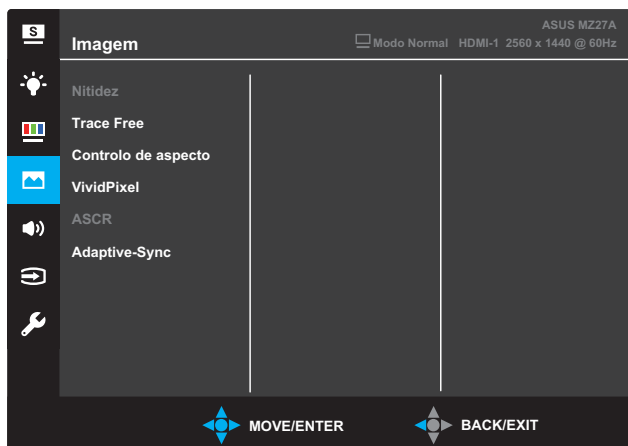 S
ASUS MZ27A
Imagem
Modo Normal HDMI-1 2560 x 1440 @ 60Hz
Nitidez
Trace Free
Controlo de aspecto
VividPixel
ASCR
Adaptive-Sync
MOVE/ENTER
BACK/EXIT